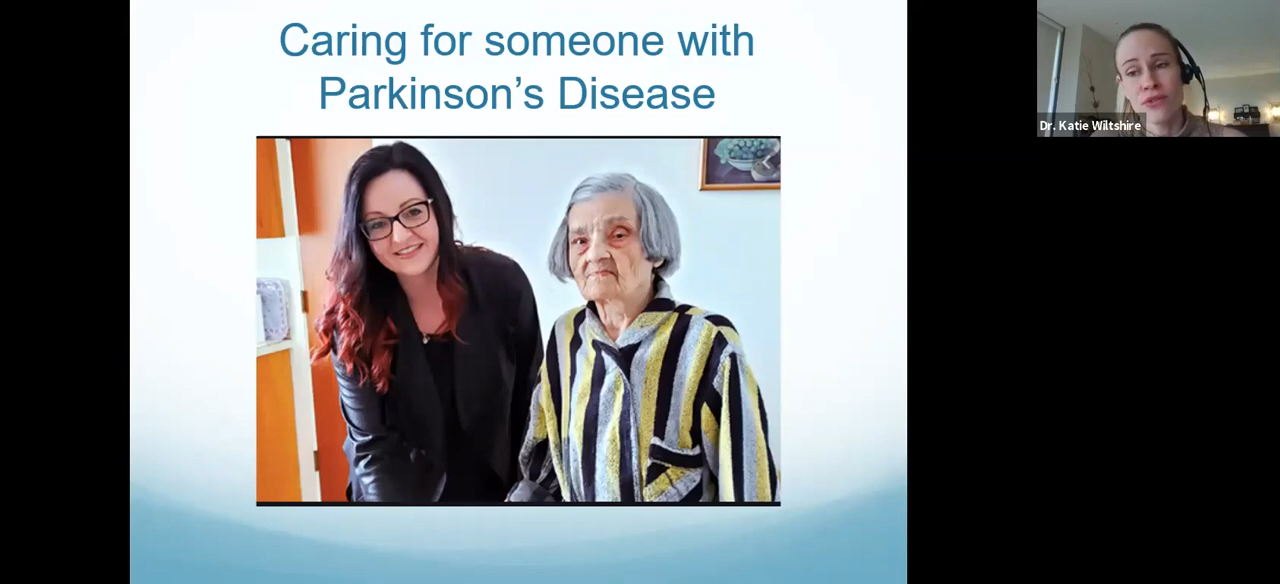 Caring for someone with
Parkinson's Disease
Dr. Katie Wiltshire